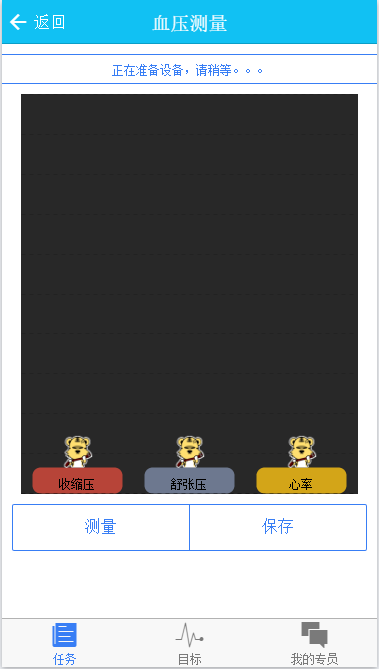 返回 血压测量
正在准备设备，请稍等。。。
收缩压 舒张压 心率
测量 保存
任务 目标 我的专员